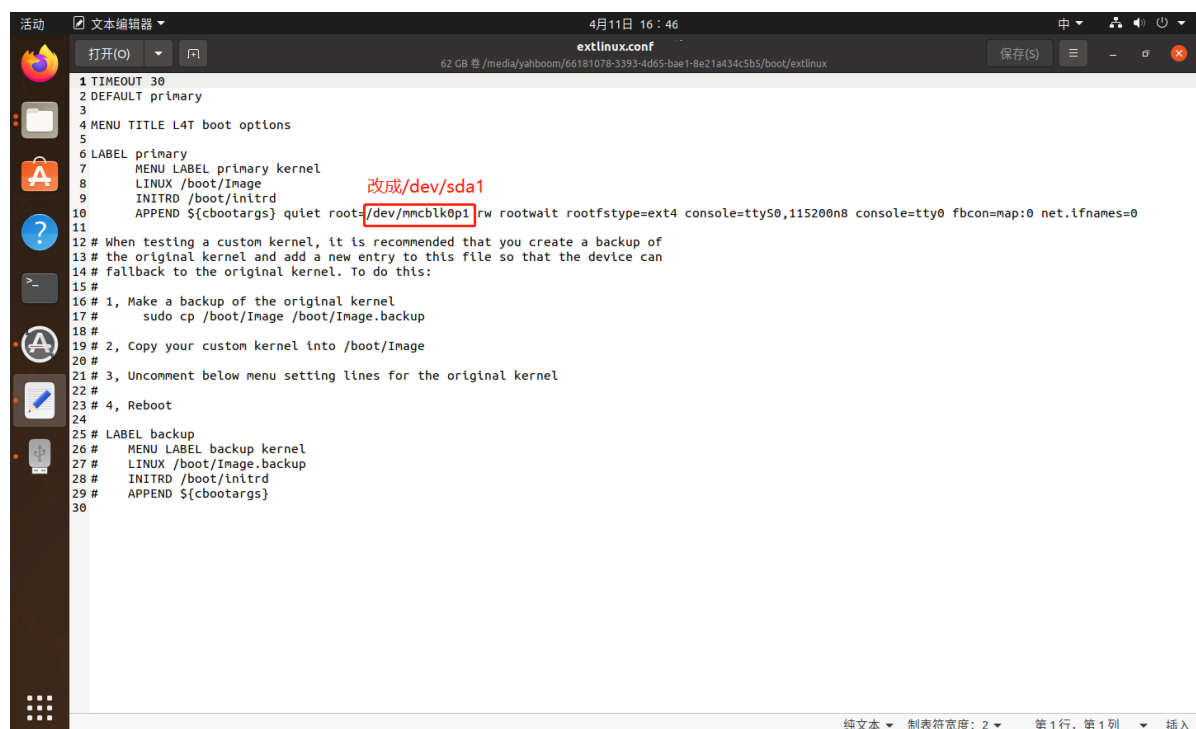 活动 文本编辑器 4月11日 16：46 中
打开(O) extlinux.conf 保存(S)
62 GB 卷 /media/yahboom/66181078-3393-4d65-bae1-8e21a434c5b5/boot/extlinux
1 TIMEOUT 30
2 DEFAULT primary
3
4 MENU TITLE L4T boot options
5
6 LABEL primary
7 MENU LABEL primary kernel
8 LINUX /boot/Image
改成/dev/sda1
9 INITRD /boot/initrd
10 APPEND ${cbootargs} quiet root=/dev/mmcblk0p1 rw rootwait rootfstype=ext4 console=ttyS0,115200n8 console=tty0 fbcon=map:0 net.ifnames=0
11
12 # When testing a custom kernel, it is recommended that you create a backup of
13 # the original kernel and add a new entry to this file so that the device can
14 # fallback to the original kernel. To do this:
15 #
16 # 1, Make a backup of the original kernel
17 # sudo cp /boot/Image /boot/Image.backup
18 #
19 # 2, Copy your custom kernel into /boot/Image
20 #
21 # 3, Uncomment below menu setting lines for the original kernel
22 #
23 # 4, Reboot
24
25 # LABEL backup
26 # MENU LABEL backup kernel
27 # LINUX /boot/Image.backup
28 # INITRD /boot/initrd
29 # APPEND ${cbootargs}
30
纯文本 制表符宽度：2 第1行，第1列 插入